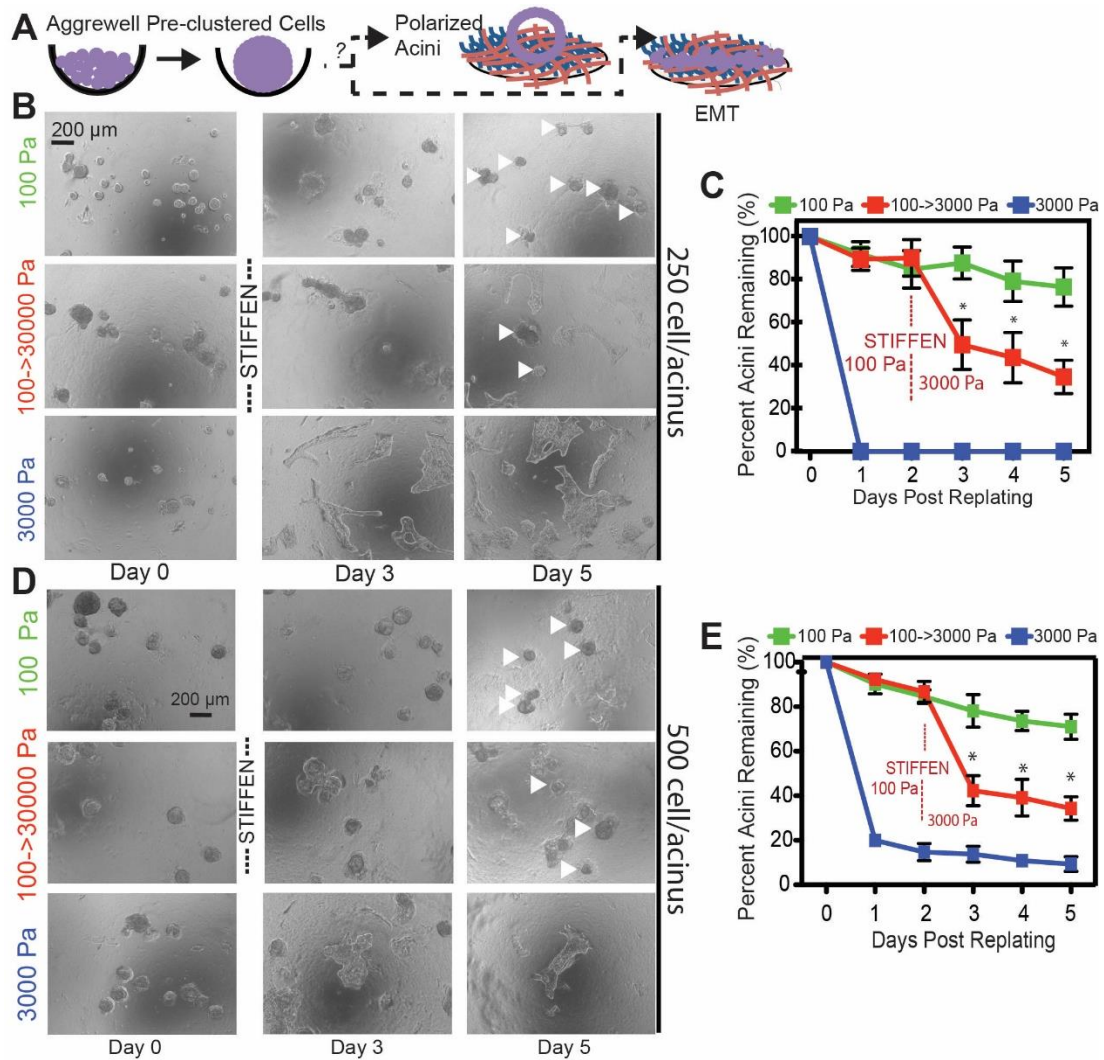 A
Aggrewell Pre-clustered Cells
?
Polarized
Acini
EMT
B
200 µm
100 Pa
100->30000 Pa
3000 Pa
STIFFEN
250 cell/acinus
Day 0
Day 3
Day 5
C
100 Pa
100->3000 Pa
3000 Pa
Percent Acini Remaining (%)
100
80
60
40
20
0
* * *
STIFFEN
100 Pa
3000 Pa
0 1 2 3 4 5
Days Post Replating
D
200 µm
100 Pa
100->30000 Pa
3000 Pa
STIFFEN
500 cell/acinus
Day 0
Day 3
Day 5
E
100 Pa
100->3000 Pa
3000 Pa
Percent Acini Remaining (%)
100
80
60
40
20
0
* * *
STIFFEN
100 Pa
3000 Pa
0 1 2 3 4 5
Days Post Replating